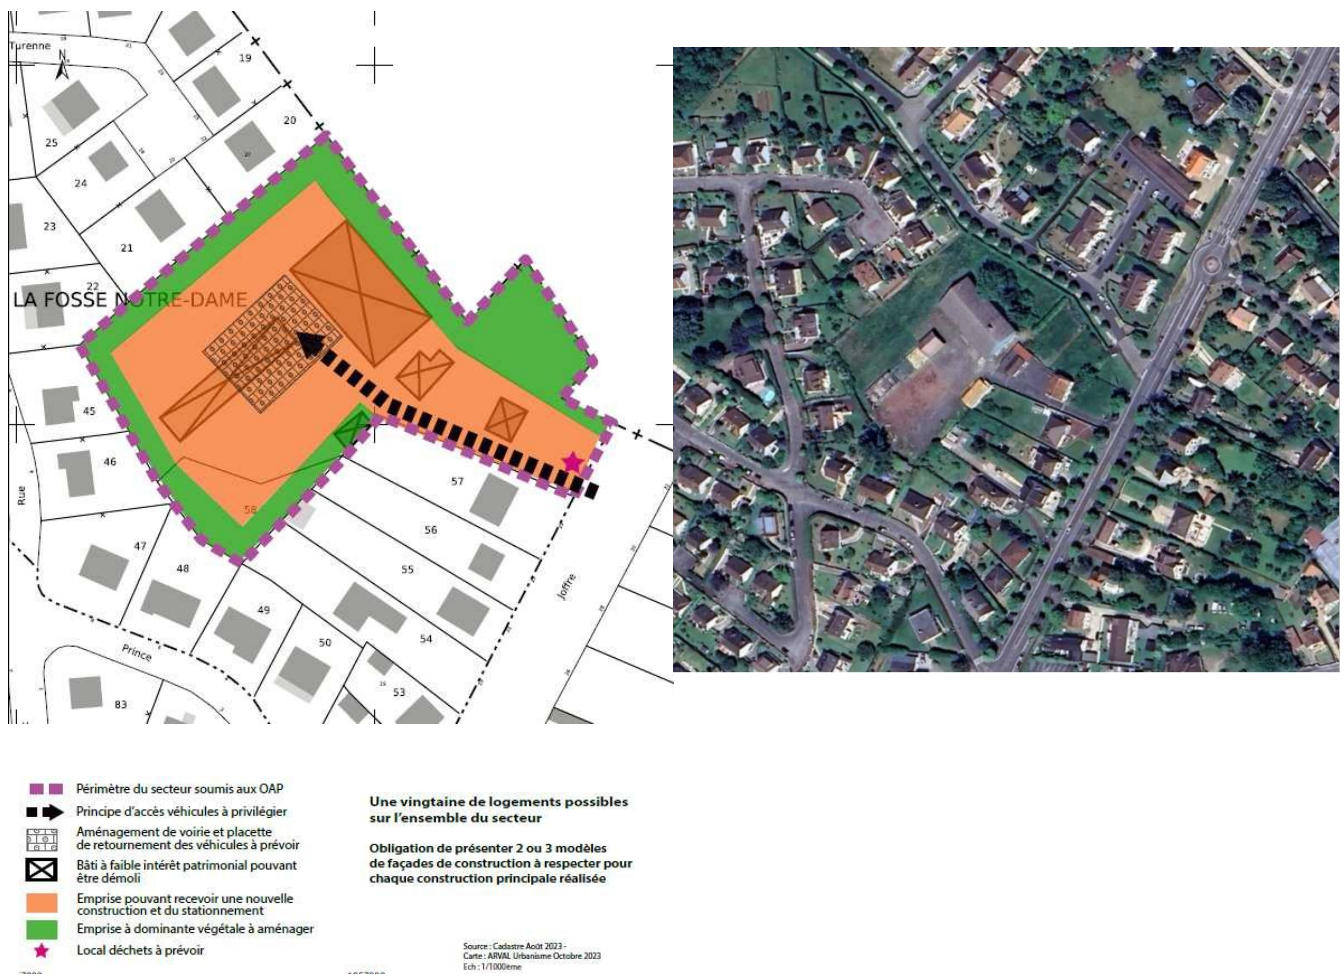 Turenne
N
19
20
25
24
23
21
22
LA FOSSE NOTRE-DAME
45
46
Rue
58
57
56
47
48
55
Joffre
49
54
50
Prince
53
83
Périmètre du secteur soumis aux OAP
Principe d'accès véhicules à privilégier
Aménagement de voirie et placette
de retournement des véhicules à prévoir
Bâti à faible intérêt patrimonial pouvant
être démoli
Emprise pouvant recevoir une nouvelle
construction et du stationnement
Emprise à dominante végétale à aménager
Local déchets à prévoir
Une vingtaine de logements possibles
sur l'ensemble du secteur
Obligation de présenter 2 ou 3 modèles
de façades de construction à respecter pour
chaque construction principale réalisée
Source : Cadastre Août 2023 -
Carte : ARVAL Urbanisme Octobre 2023
Ech : 1/1000ème